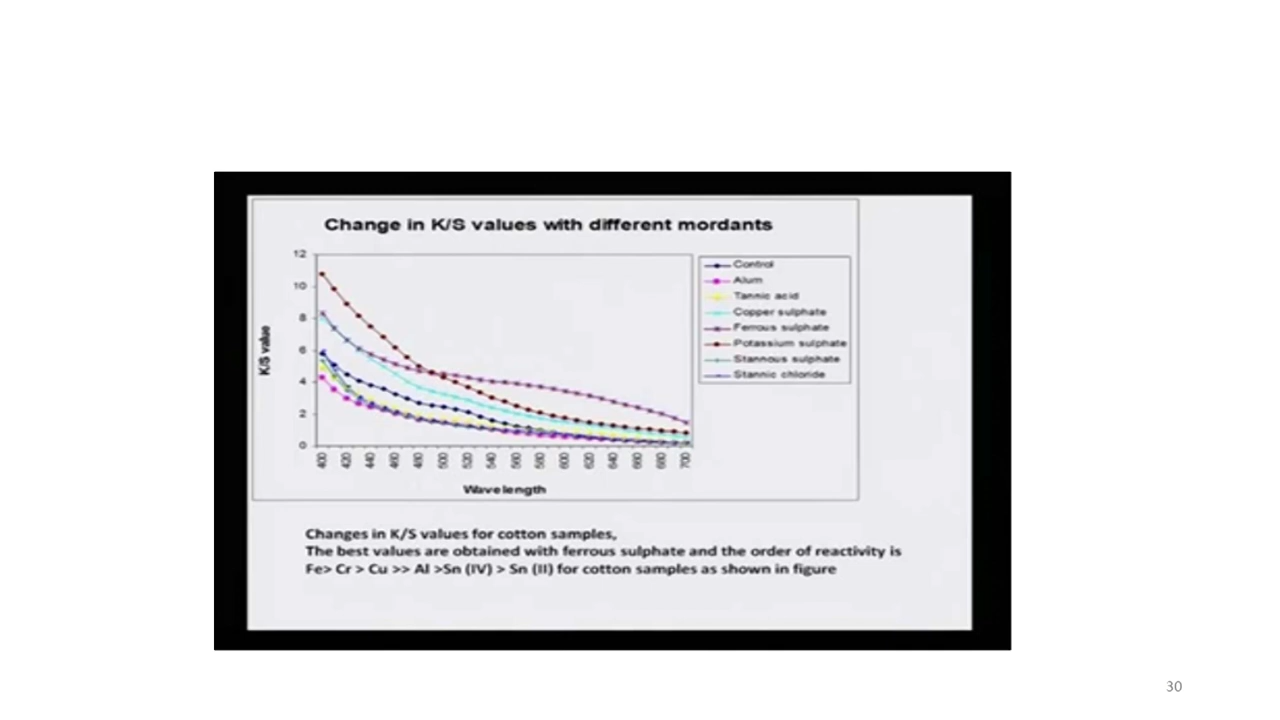 Change in K/S values with different mordants
12
10
8
6
4
2
0
K/S value
400
420
440
460
480
500
520
540
560
580
600
620
640
660
680
700
Wavelength
Control
Alum
Tannic acid
Copper sulphate
Ferrous sulphate
Potassium sulphate
Stannous sulphate
Stannic chloride
Changes in K/S values for cotton samples,
The best values are obtained with ferrous sulphate and the order of reactivity is
Fe> Cr > Cu >> Al >Sn (IV) > Sn (II) for cotton samples as shown in figure
30